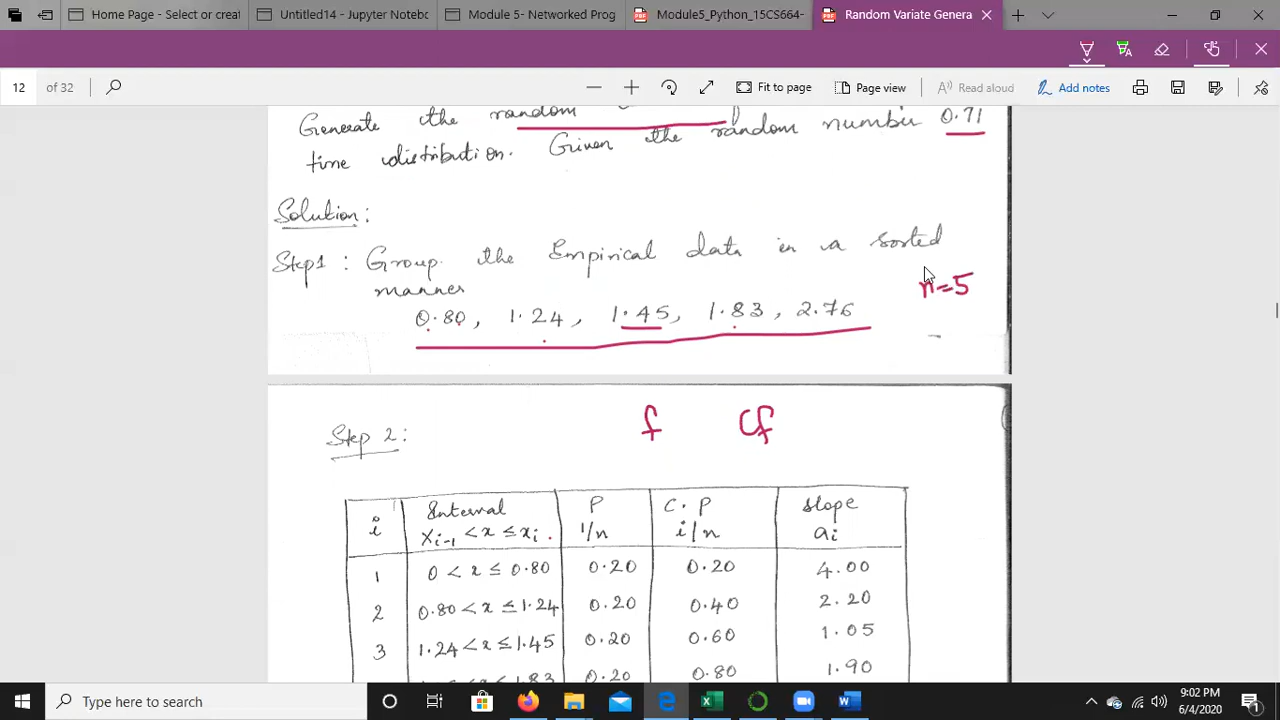 Home Page - Select or creat
Untitled14 - Jupyter Notebo
Module 5- Networked Prog
Module5_Python_15CS664-
Random Variate Genera
12 of 32
Fit to page
Page view
Read aloud
Add notes
Generate the random
time distribution. Given the random number 0.71
Solution:
Step1 : Group the Empirical data in a sorted
manner
n=5
0.80, 1.24, 1.45, 1.83, 2.76
f cf
Step 2:
i Interval P C.P slope
Xi-1 < x ≤ xi. 1/n i/n ai
1 0 < x ≤ 0.80 0.20 0.20 4.00
2 0.80 < x ≤ 1.24 0.20 0.40 2.20
3 1.24 < x ≤ 1.45 0.20 0.60 1.05
1.83 0.20 0.80 1.90
Type here to search
9:02 PM
6/4/2020